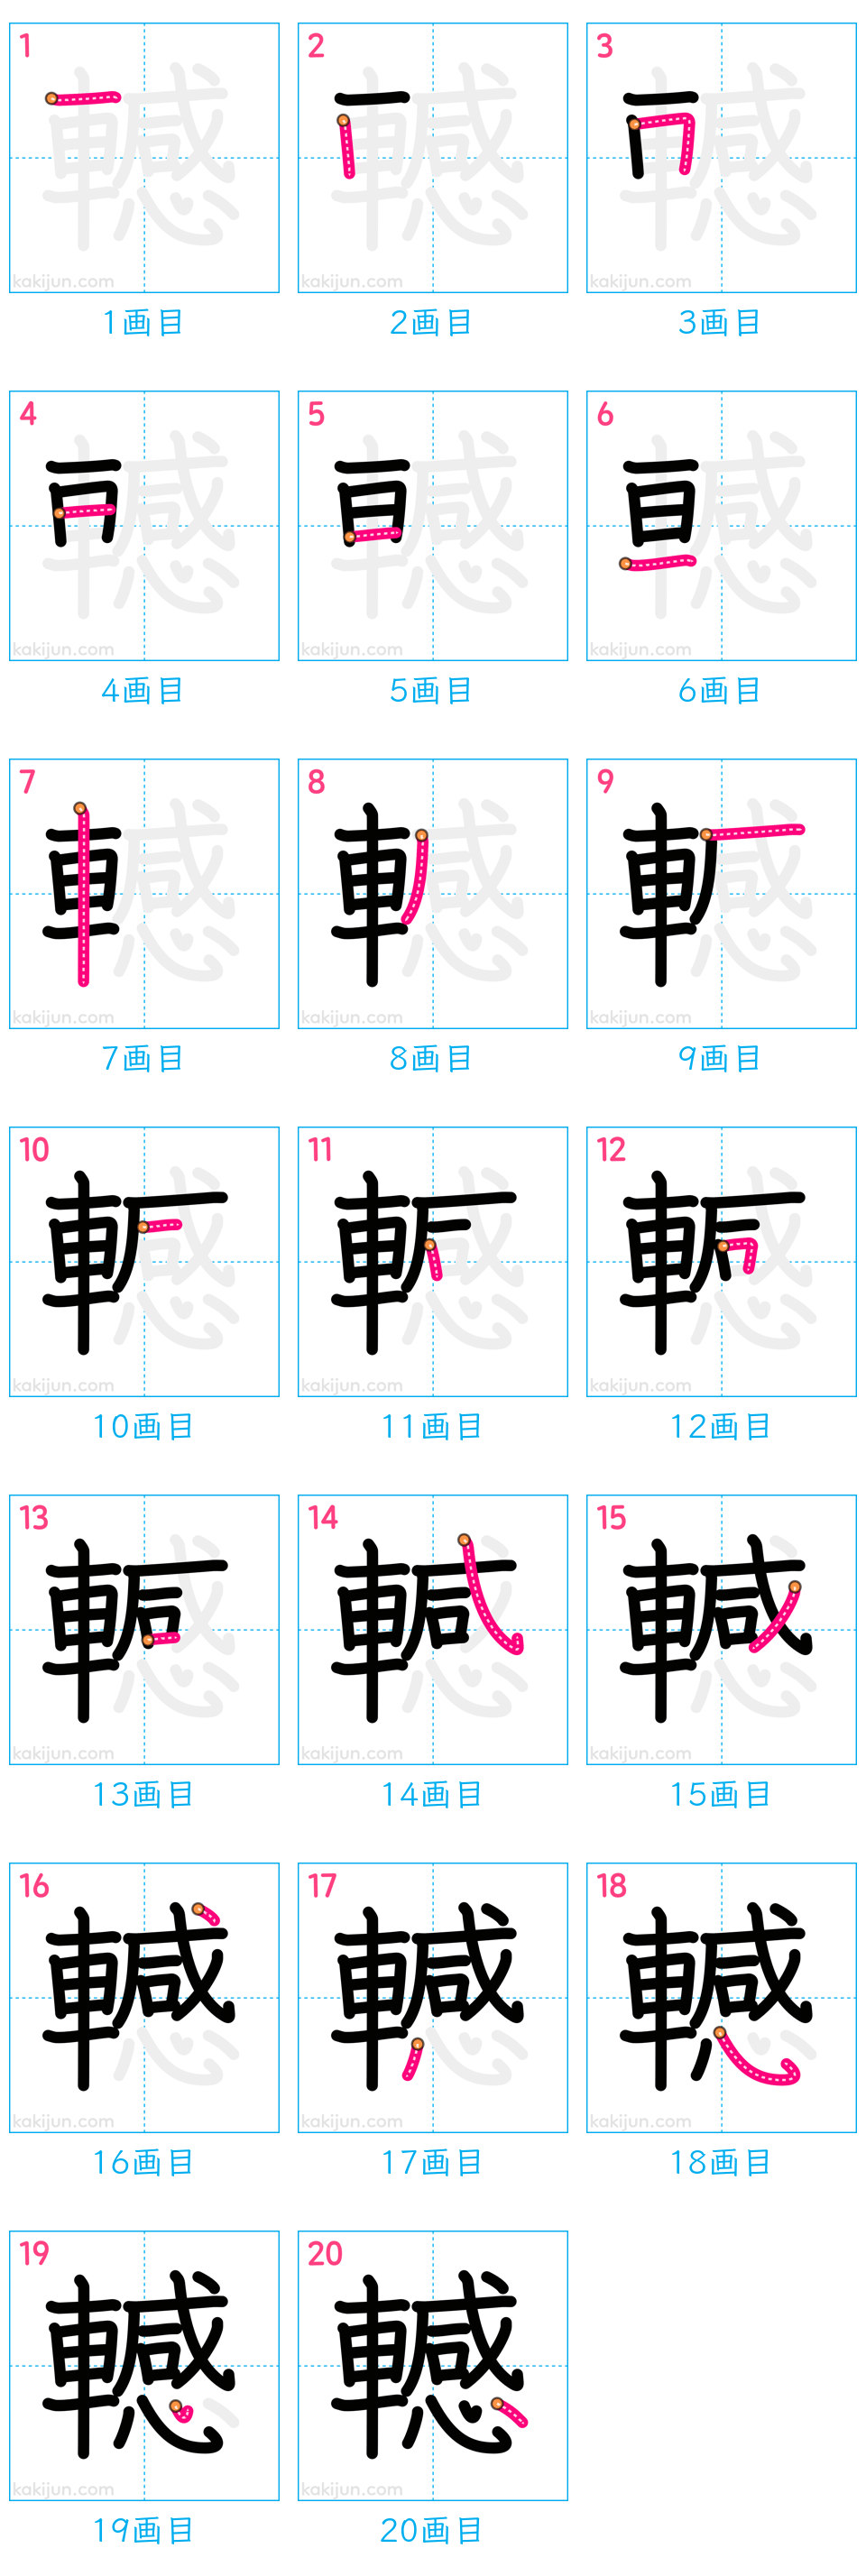 1 2 3
kakijun.com kakijun.com kakijun.com
1画目 2画目 3画目
4 5 6
kakijun.com kakijun.com kakijun.com
4画目 5画目 6画目
7 8 9
kakijun.com kakijun.com kakijun.com
7画目 8画目 9画目
10 11 12
kakijun.com kakijun.com kakijun.com
10画目 11画目 12画目
13 14 15
kakijun.com kakijun.com kakijun.com
13画目 14画目 15画目
16 17 18
kakijun.com kakijun.com kakijun.com
16画目 17画目 18画目
19 20
轗 轗
kakijun.com kakijun.com
19画目 20画目